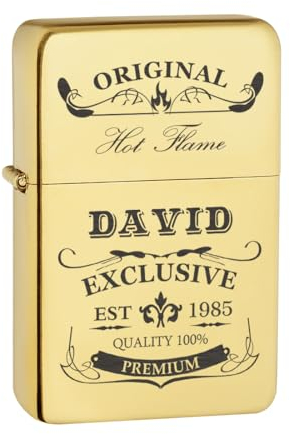 ORIGINAL
Hot Flame
DAVID
EXCLUSIVE
EST 1985
QUALITY 100%
PREMIUM